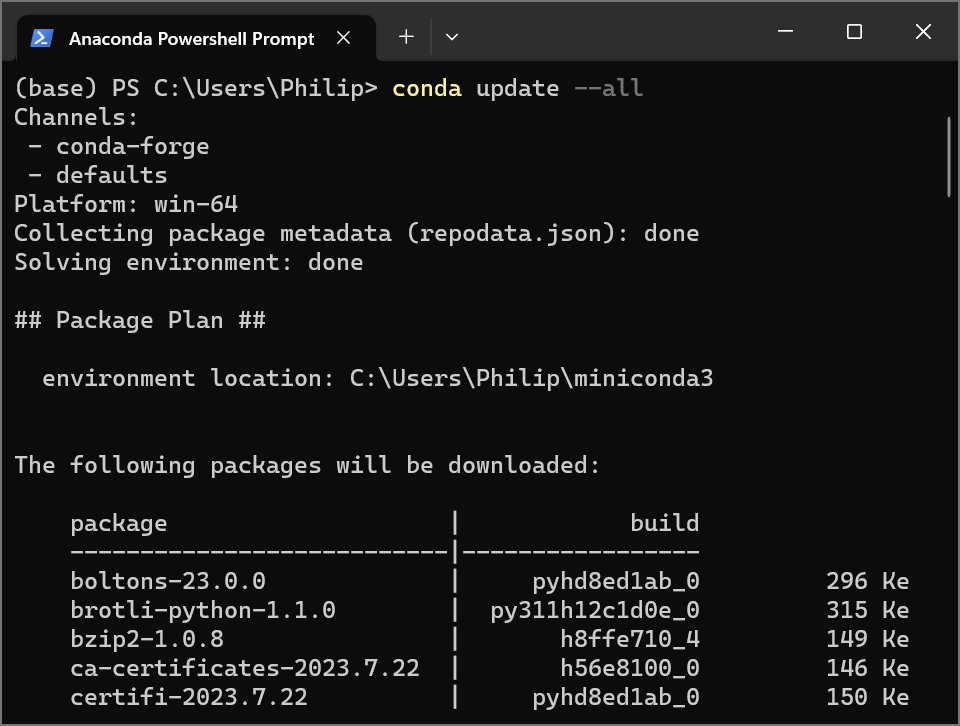 Anaconda Powershell Prompt
(base) PS C:\Users\Philip> conda update --all
Channels:
 - conda-forge
 - defaults
Platform: win-64
Collecting package metadata (repodata.json): done
Solving environment: done

## Package Plan ##

  environment location: C:\Users\Philip\miniconda3


The following packages will be downloaded:

    package                    |            build
    ---------------------------|-----------------
    boltons-23.0.0             |     pyhd8ed1ab_0         296 Ke
    brotli-python-1.1.0        |  py311h12c1d0e_0         315 Ke
    bzip2-1.0.8                |       h8ffe710_4         149 Ke
    ca-certificates-2023.7.22  |       h56e8100_0         146 Ke
    certifi-2023.7.22          |     pyhd8ed1ab_0         150 Ke